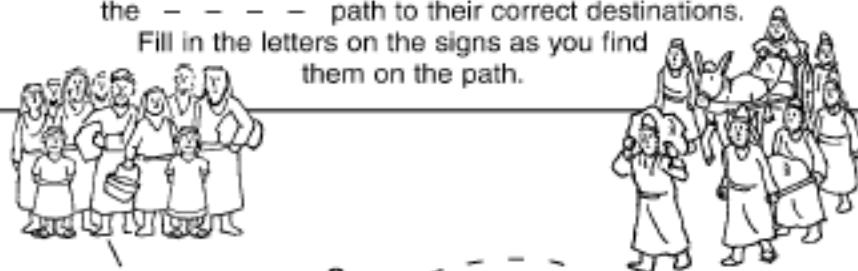 the – – – – path to their correct destinations.
Fill in the letters on the signs as you find
them on the path.